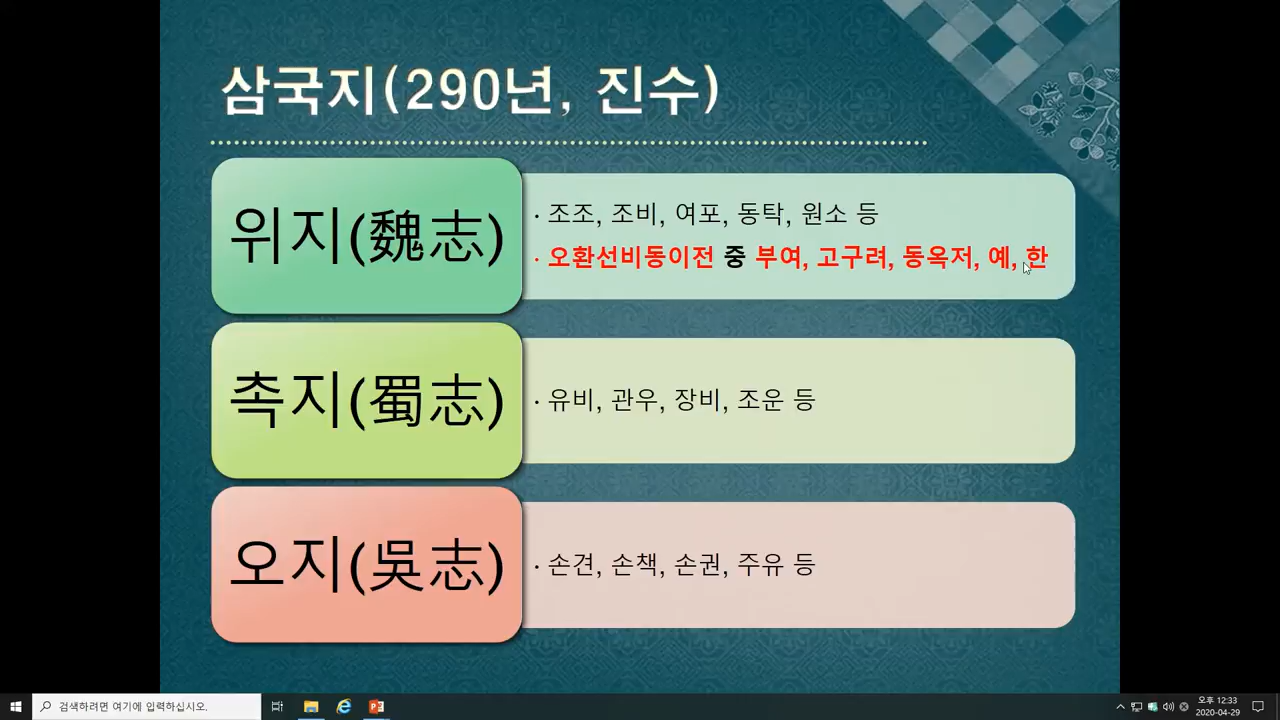 삼국지(290년, 진수)
위지(魏志)
· 조조, 조비, 여포, 동탁, 원소 등
· 오환선비동이전 중 부여, 고구려, 동옥저, 예, 한
촉지(蜀志)
· 유비, 관우, 장비, 조운 등
오지(吳志)
· 손견, 손책, 손권, 주유 등
검색하려면 여기에 입력하십시오.
오후 12:33
2020-04-29